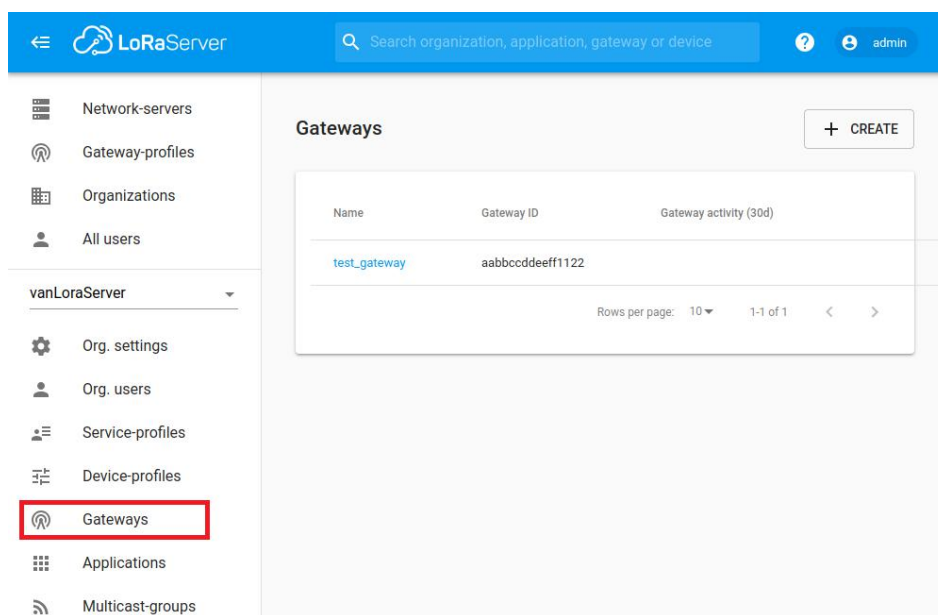 LoRaServer
Search organization, application, gateway or device
?
admin
Network-servers
Gateway-profiles
Organizations
All users
vanLoraServer
Org. settings
Org. users
Service-profiles
Device-profiles
Gateways
Applications
Multicast-groups
Gateways
+ CREATE
Name Gateway ID Gateway activity (30d)
test_gateway aabbccddeeff1122
Rows per page: 10 1-1 of 1 < >